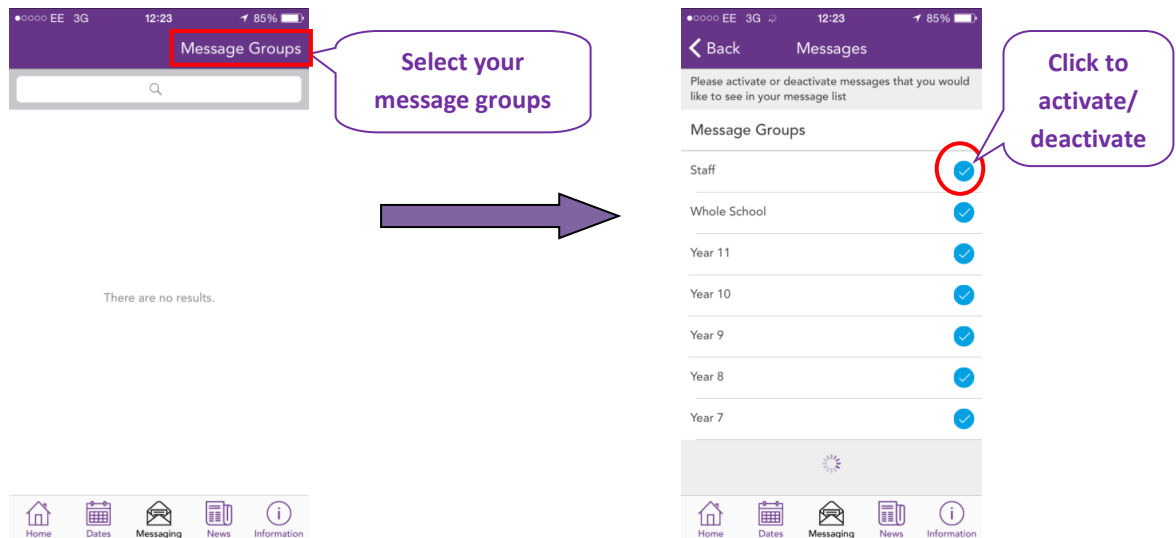 EE 3G 12:23 85%
Message Groups
Select your
message groups
There are no results.
Home Dates Messaging News Information
EE 3G 12:23 85%
Back Messages
Please activate or deactivate messages that you would
like to see in your message list
Message Groups
Staff
Whole School
Year 11
Year 10
Year 9
Year 8
Year 7
Home Dates Messaging News Information
Click to
activate/
deactivate